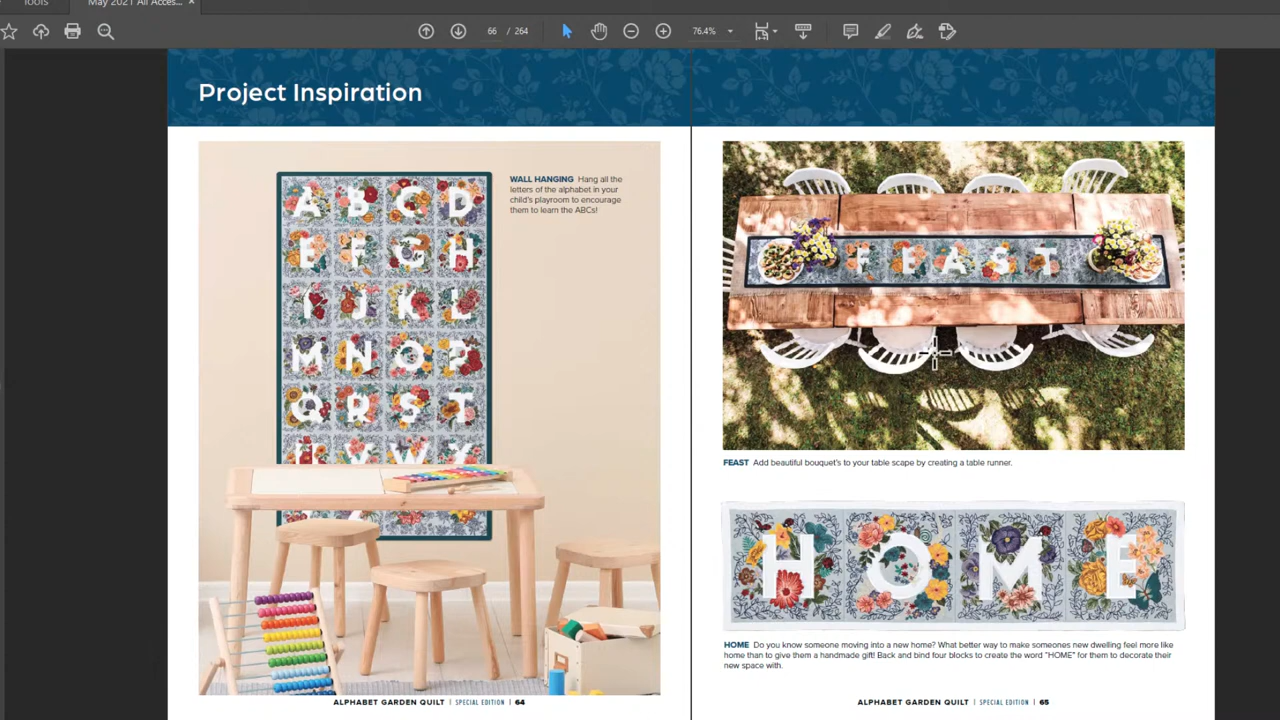 Tools
May 2021 All Acces...
66 / 264
76.4%
Project Inspiration
WALL HANGING Hang all the
letters of the alphabet in your
child's playroom to encourage
them to learn the ABCs!
A B C D
E F G H
I J K L
M N O P
Q R S T
FEAST
FEAST Add beautiful bouquet's to your table scape by creating a table runner.
HOME
HOME Do you know someone moving into a new home? What better way to make someones new dwelling feel more like
home than to give them a handmade gift! Back and bind four blocks to create the word "HOME" for them to decorate their
new space with.
ALPHABET GARDEN QUILT | SPECIAL EDITION | 64
ALPHABET GARDEN QUILT | SPECIAL EDITION | 65